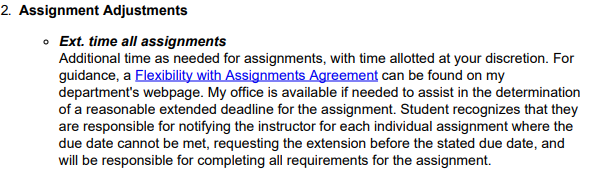 2. Assignment Adjustments
o Ext. time all assignments
Additional time as needed for assignments, with time allotted at your discretion. For
guidance, a Flexibility with Assignments Agreement can be found on my
department's webpage. My office is available if needed to assist in the determination
of a reasonable extended deadline for the assignment. Student recognizes that they
are responsible for notifying the instructor for each individual assignment where the
due date cannot be met, requesting the extension before the stated due date, and
will be responsible for completing all requirements for the assignment.